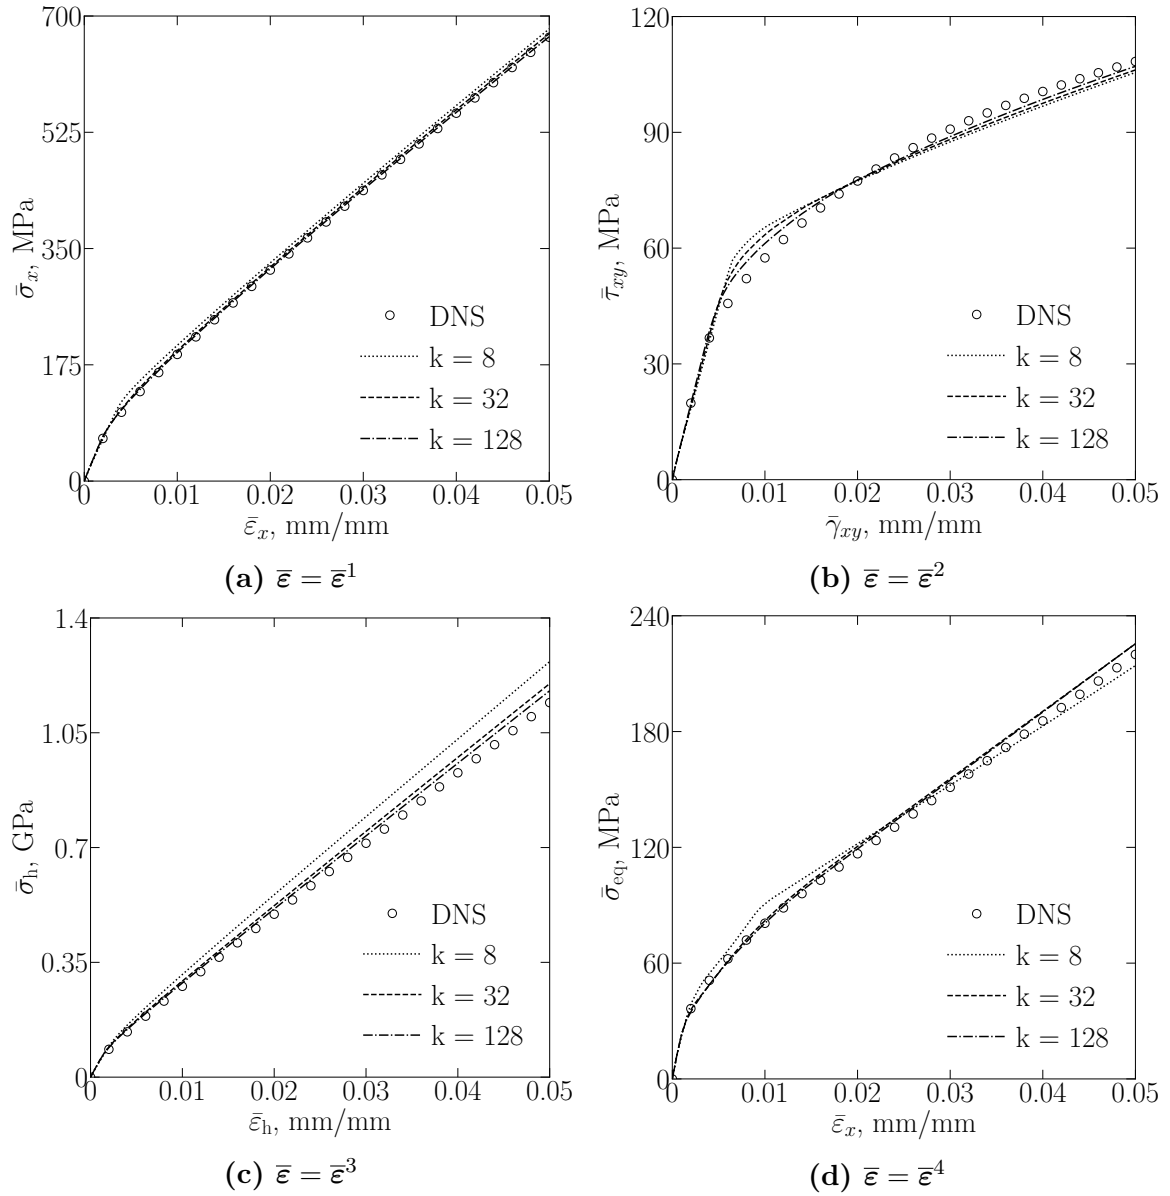 700
525
350
175
0
σ̄x, MPa
DNS
k = 8
k = 32
k = 128
0 0.01 0.02 0.03 0.04 0.05
ε̄x, mm/mm
(a) ε̄ = ε̄¹
120
90
60
30
0
τ̄xy, MPa
DNS
k = 8
k = 32
k = 128
0 0.01 0.02 0.03 0.04 0.05
γ̄xy, mm/mm
(b) ε̄ = ε̄²
1.4
1.05
0.7
0.35
0
σ̄h, GPa
DNS
k = 8
k = 32
k = 128
0 0.01 0.02 0.03 0.04 0.05
ε̄h, mm/mm
(c) ε̄ = ε̄³
240
180
120
60
0
σ̄eq, MPa
DNS
k = 8
k = 32
k = 128
0 0.01 0.02 0.03 0.04 0.05
ε̄x, mm/mm
(d) ε̄ = ε̄⁴